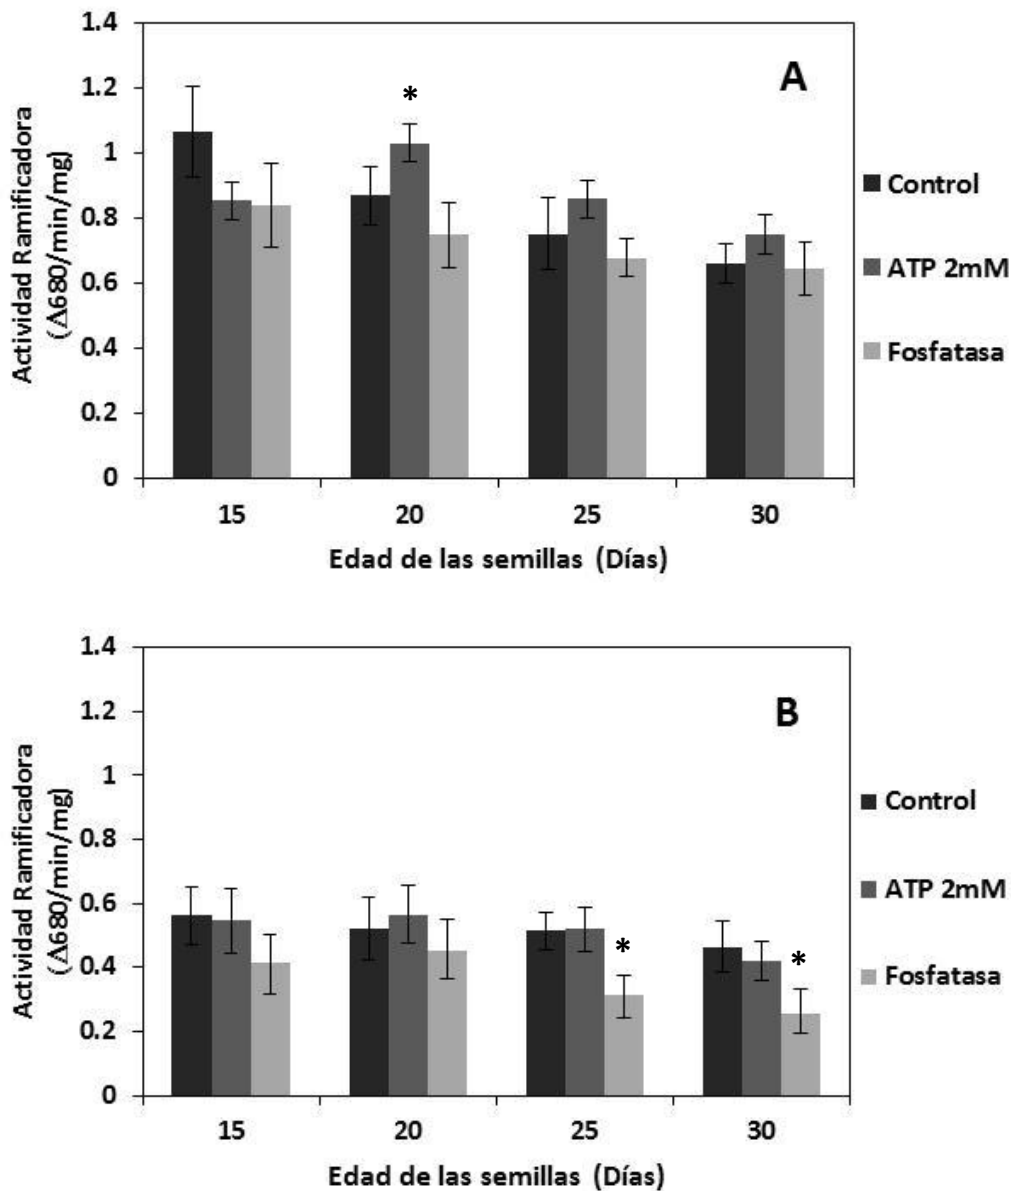 1.4
1.2
1
0.8
0.6
0.4
0.2
0
Actividad Ramificadora
(Δ680/min/mg)
A
*
Control
ATP 2mM
Fosfatasa
15 20 25 30
Edad de las semillas (Días)
1.4
1.2
1
0.8
0.6
0.4
0.2
0
Actividad Ramificadora
(Δ680/min/mg)
B
* *
Control
ATP 2mM
Fosfatasa
15 20 25 30
Edad de las semillas (Días)